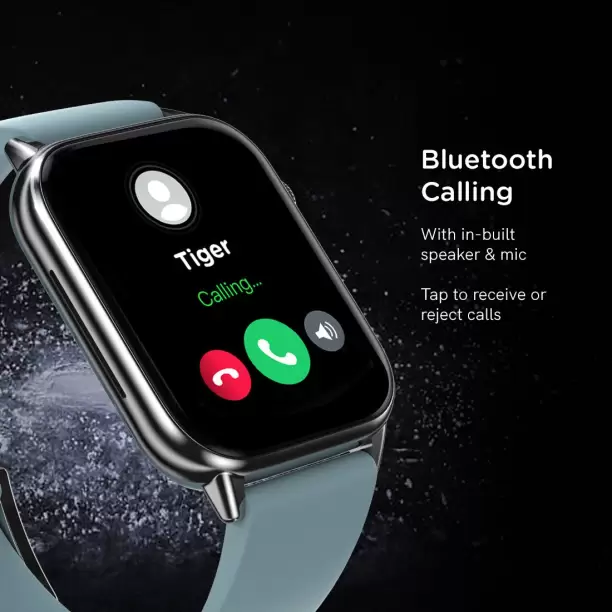 Bluetooth
Calling
With in-built
speaker & mic
Tap to receive or
reject calls
Tiger
Calling...